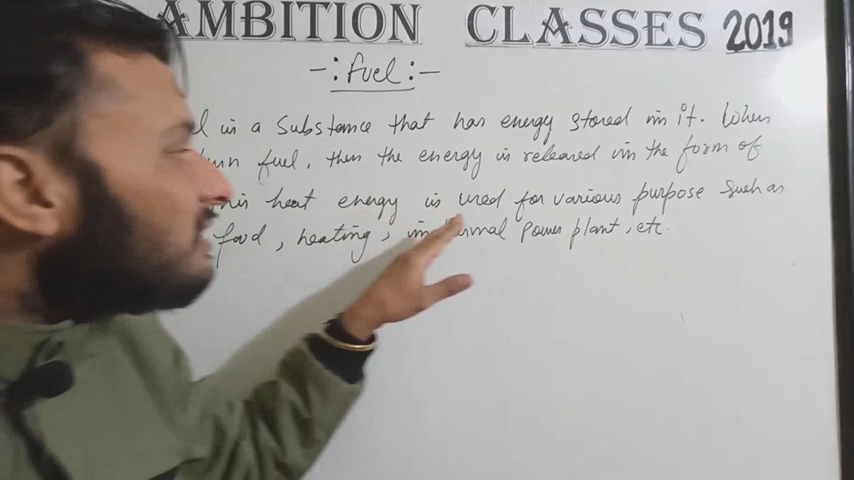 AMBITION CLASSES 2019
-: fuel :-
is a substance that has energy stored in it. When
fuel, then the energy is released in the form of
heat energy is used for various purpose such as
food, heating, in power plant, etc.